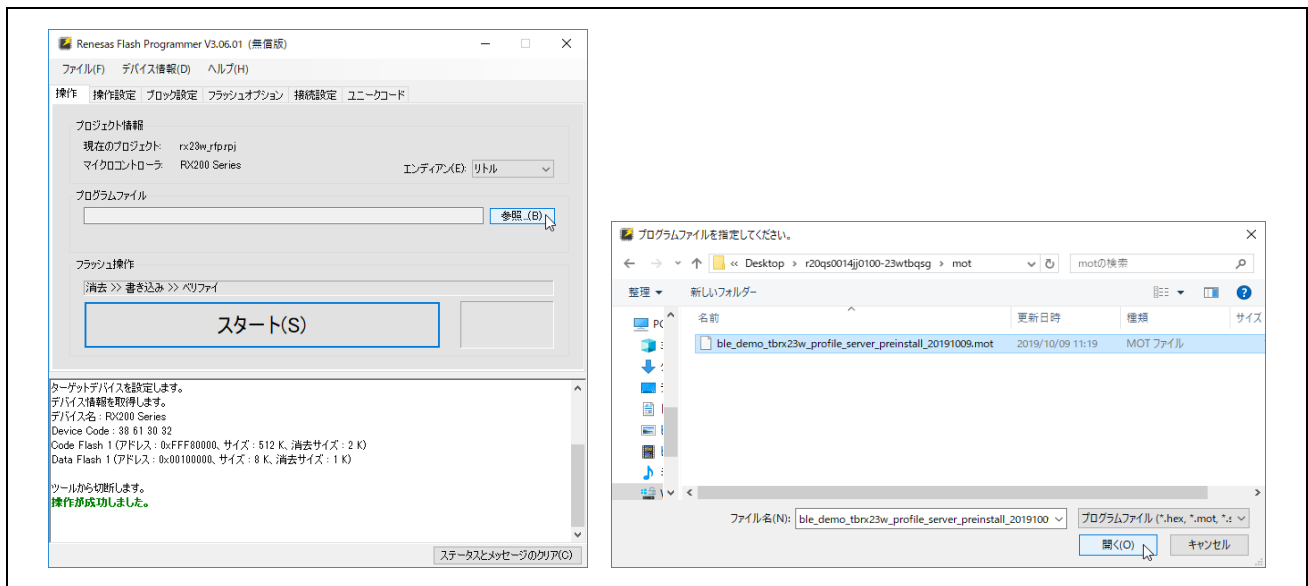 Renesas Flash Programmer V3.06.01 (無償版)
ファイル(F) デバイス情報(D) ヘルプ(H)
操作 操作設定 ブロック設定 フラッシュオプション 接続設定 ユニークコード
プロジェクト情報
現在のプロジェクト: rx23w_rfp.rpj
マイクロコントローラ: RX200 Series
エンディアン(E): リトル
プログラムファイル
参照...(B)
フラッシュ操作
消去 >> 書き込み >> ベリファイ
スタート(S)
ターゲットデバイスを設定します。
デバイス情報を取得します。
デバイス名 : RX200 Series
Device Code : 38 61 30 32
Code Flash 1 (アドレス : 0xFFF80000、サイズ : 512 K、消去サイズ : 2 K)
Data Flash 1 (アドレス : 0x00100000、サイズ : 8 K、消去サイズ : 1 K)
ツールから切断します。
操作が成功しました。
ステータスとメッセージのクリア(C)
プログラムファイルを指定してください。
« Desktop › r20qs0014jj0100-23wtbqsg › mot
motの検索
整理 新しいフォルダー
名前 更新日時 種類 サイズ
PC
ble_demo_tbrx23w_profile_server_preinstall_20191009.mot 2019/10/09 11:19 MOT ファイル
ファイル名(N): ble_demo_tbrx23w_profile_server_preinstall_2019100
プログラムファイル (*.hex, *.mot, *.s
開く(O) キャンセル